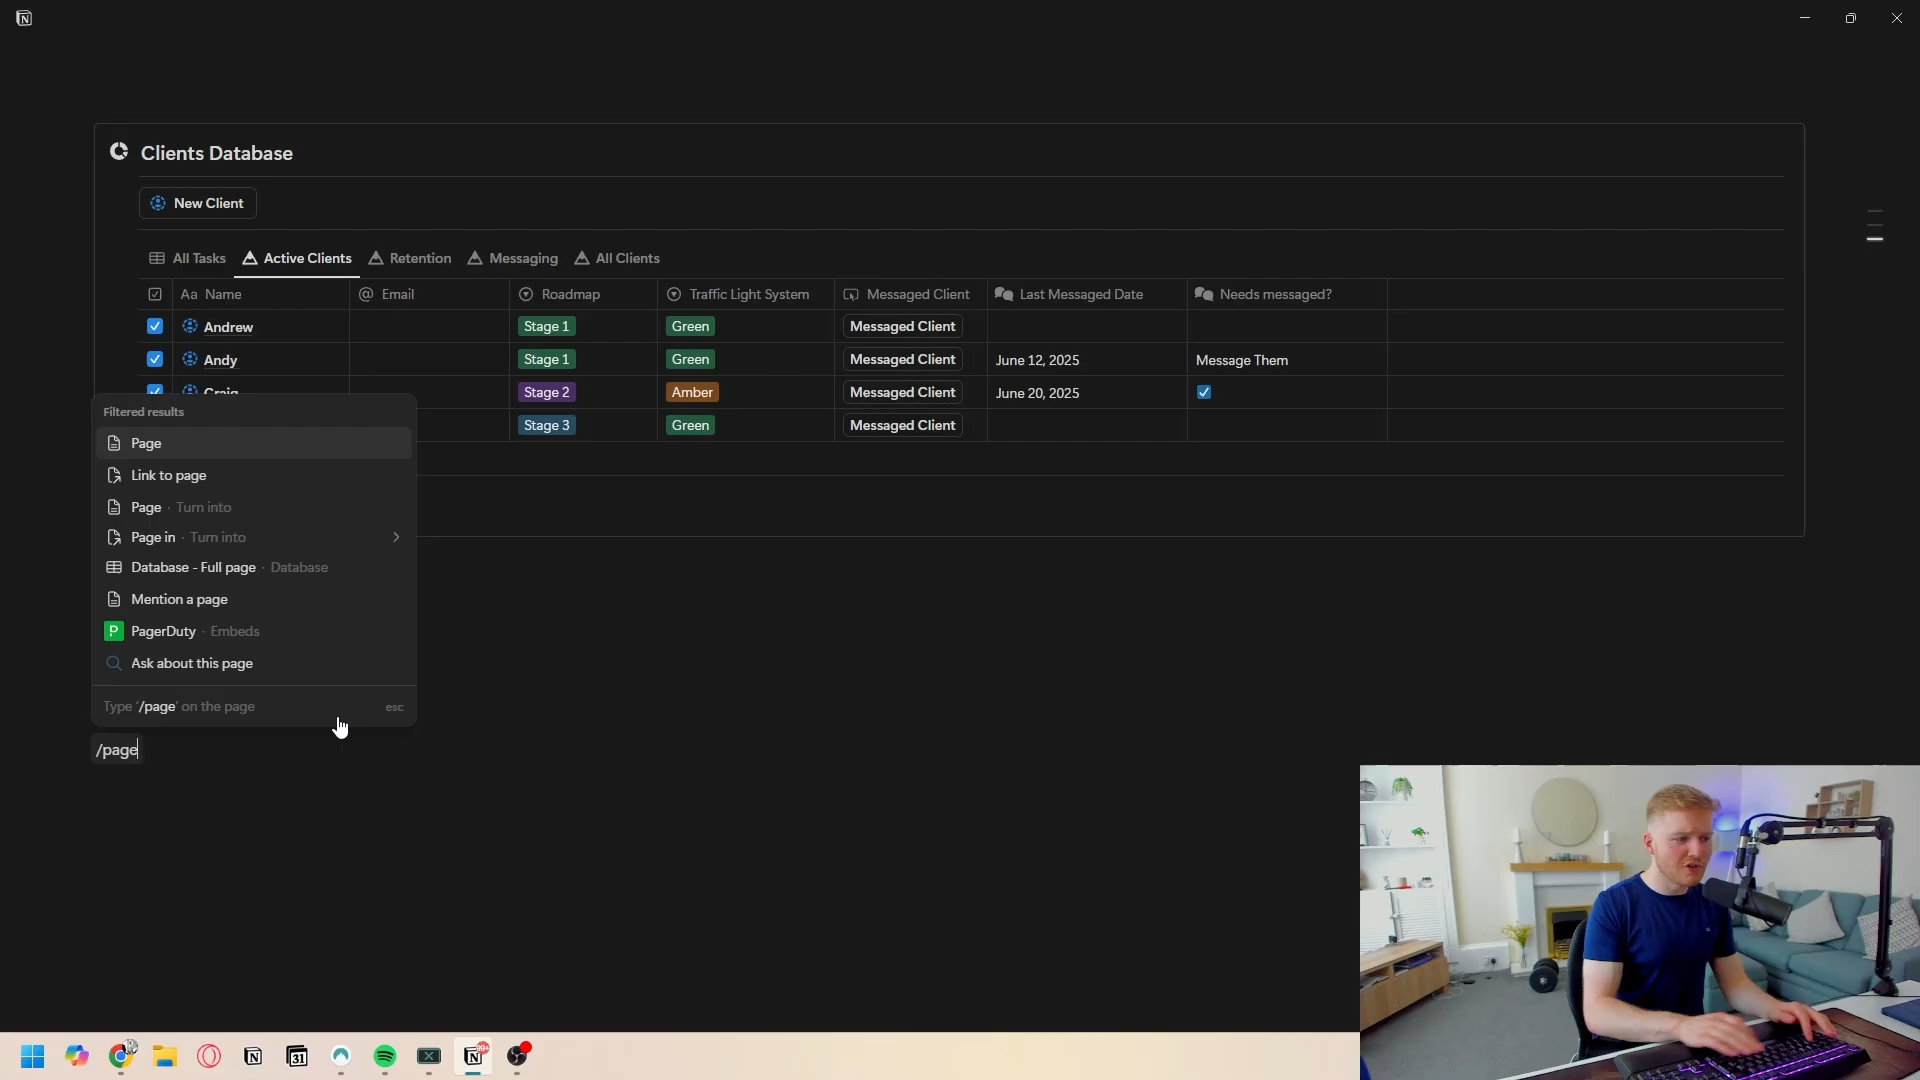 Clients Database
New Client
All Tasks Active Clients Retention Messaging All Clients
Aa Name @ Email Roadmap Traffic Light System Messaged Client Last Messaged Date Needs messaged?
Andrew Stage 1 Green Messaged Client
Andy Stage 1 Green Messaged Client June 12, 2025 Message Them
Craig Stage 2 Amber Messaged Client June 20, 2025
Stage 3 Green Messaged Client
Filtered results
Page
Link to page
Page · Turn into
Page in · Turn into
Database - Full page · Database
Mention a page
P PagerDuty · Embeds
Ask about this page
Type '/page' on the page esc
/page
31
99+